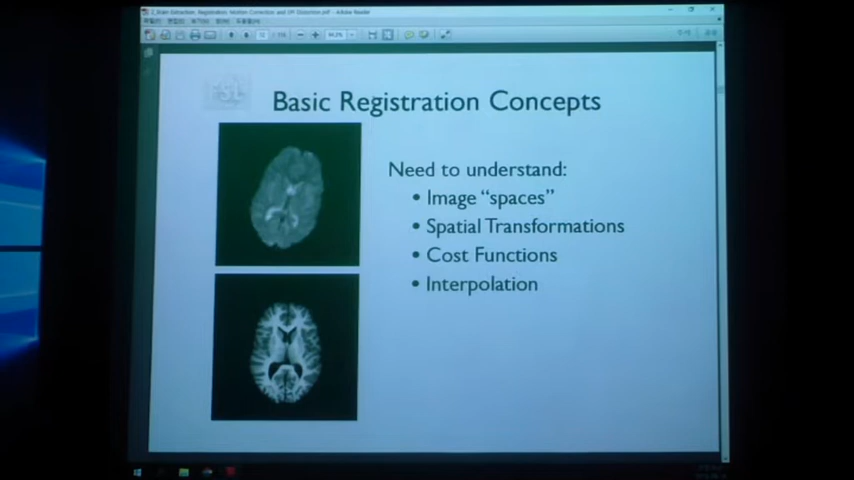 Basic Registration Concepts
Need to understand:
• Image “spaces”
• Spatial Transformations
• Cost Functions
• Interpolation